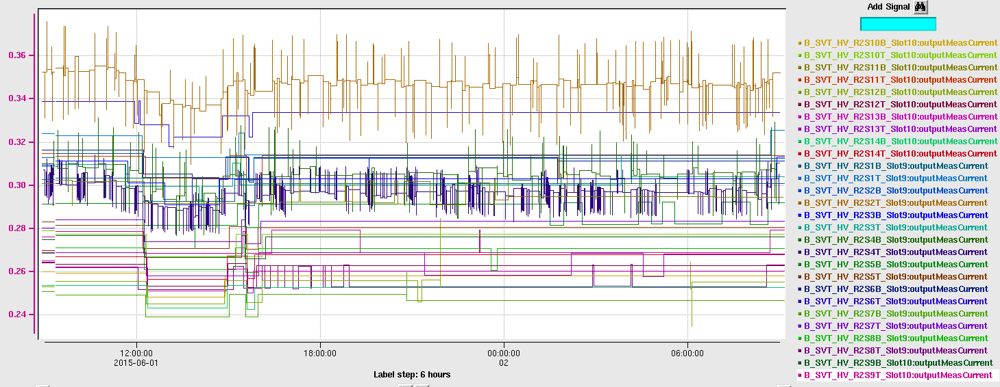 Add Signal
0.36
0.34
0.32
0.30
0.28
0.26
0.24
12:00:00
2015-06-01
18:00:00
00:00:00
02
06:00:00
Label step: 6 hours
B_SVT_HV_R2S10B_Slot10:outputMeasCurrent
B_SVT_HV_R2S10T_Slot10:outputMeasCurrent
B_SVT_HV_R2S11B_Slot10:outputMeasCurrent
B_SVT_HV_R2S11T_Slot10:outputMeasCurrent
B_SVT_HV_R2S12B_Slot10:outputMeasCurrent
B_SVT_HV_R2S12T_Slot10:outputMeasCurrent
B_SVT_HV_R2S13B_Slot10:outputMeasCurrent
B_SVT_HV_R2S13T_Slot10:outputMeasCurrent
B_SVT_HV_R2S14B_Slot10:outputMeasCurrent
B_SVT_HV_R2S14T_Slot10:outputMeasCurrent
B_SVT_HV_R2S1B_Slot9:outputMeasCurrent
B_SVT_HV_R2S1T_Slot9:outputMeasCurrent
B_SVT_HV_R2S2B_Slot9:outputMeasCurrent
B_SVT_HV_R2S2T_Slot9:outputMeasCurrent
B_SVT_HV_R2S3B_Slot9:outputMeasCurrent
B_SVT_HV_R2S3T_Slot9:outputMeasCurrent
B_SVT_HV_R2S4B_Slot9:outputMeasCurrent
B_SVT_HV_R2S4T_Slot9:outputMeasCurrent
B_SVT_HV_R2S5B_Slot9:outputMeasCurrent
B_SVT_HV_R2S5T_Slot9:outputMeasCurrent
B_SVT_HV_R2S6B_Slot9:outputMeasCurrent
B_SVT_HV_R2S6T_Slot9:outputMeasCurrent
B_SVT_HV_R2S7B_Slot9:outputMeasCurrent
B_SVT_HV_R2S7T_Slot9:outputMeasCurrent
B_SVT_HV_R2S8B_Slot9:outputMeasCurrent
B_SVT_HV_R2S8T_Slot9:outputMeasCurrent
B_SVT_HV_R2S9B_Slot10:outputMeasCurrent
B_SVT_HV_R2S9T_Slot10:outputMeasCurrent